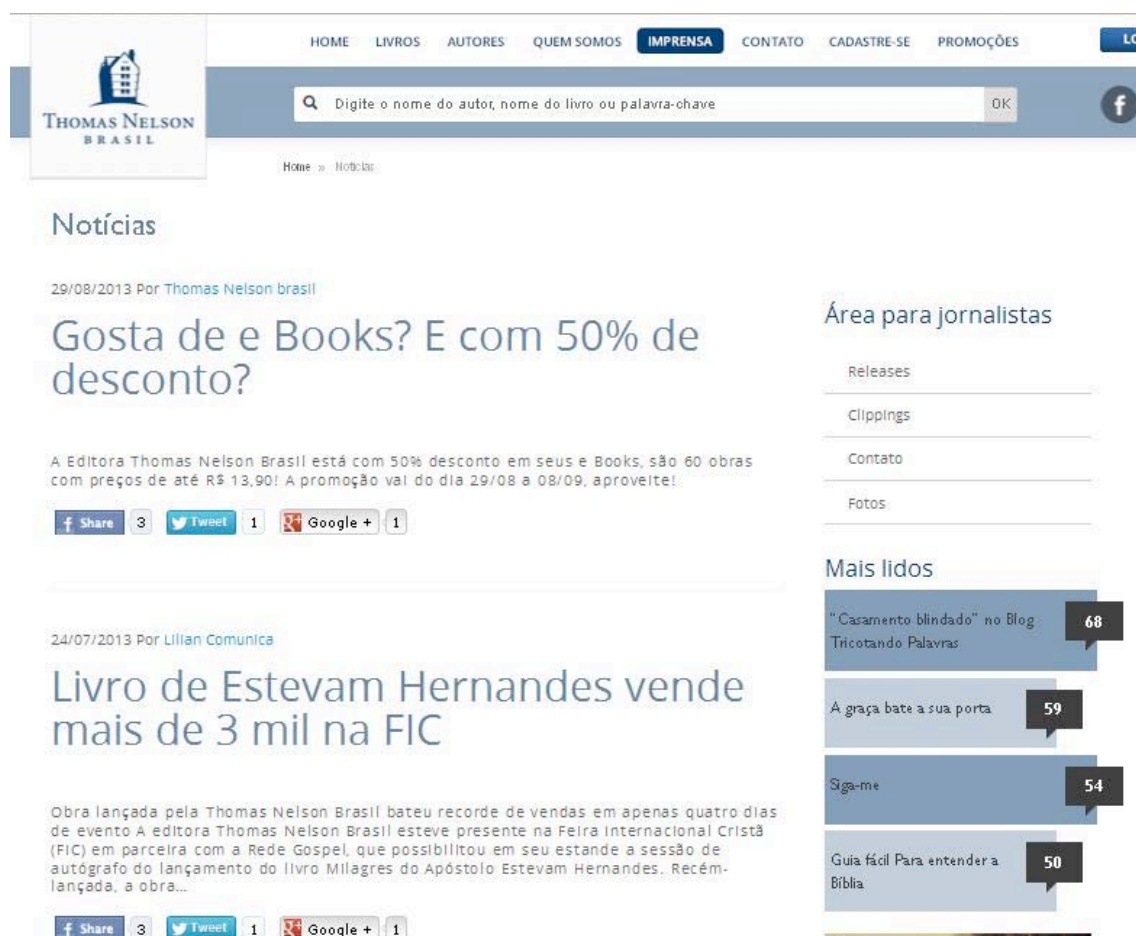 HOME LIVROS AUTORES QUEM SOMOS IMPRENSA CONTATO CADASTRE-SE PROMOÇÕES
THOMAS NELSON
BRASIL
Digite o nome do autor, nome do livro ou palavra-chave OK
f
Home » Notícias
Notícias
29/08/2013 Por Thomas Nelson brasil
Gosta de e Books? E com 50% de
desconto?
A Editora Thomas Nelson Brasil está com 50% desconto em seus e Books, são 60 obras
com preços de até R$ 13,90! A promoção vai do dia 29/08 a 08/09, aproveite!
f Share 3 Tweet 1 Google + 1
24/07/2013 Por Lilian Comunica
Livro de Estevam Hernandes vende
mais de 3 mil na FIC
Obra lançada pela Thomas Nelson Brasil bateu recorde de vendas em apenas quatro dias
de evento A editora Thomas Nelson Brasil esteve presente na Feira Internacional Cristã
(FIC) em parceira com a Rede Gospel, que possibilitou em seu estande a sessão de
autógrafo do lançamento do livro Milagres do Apóstolo Estevam Hernandes. Recém-
lançada, a obra...
f Share 3 Tweet 1 Google + 1
Área para jornalistas
Releases
Clippings
Contato
Fotos
Mais lidos
"Casamento blindado" no Blog
Tricotando Palavras
68
A graça bate a sua porta
59
Siga-me
54
Guia fácil Para entender a
Bíblia
50